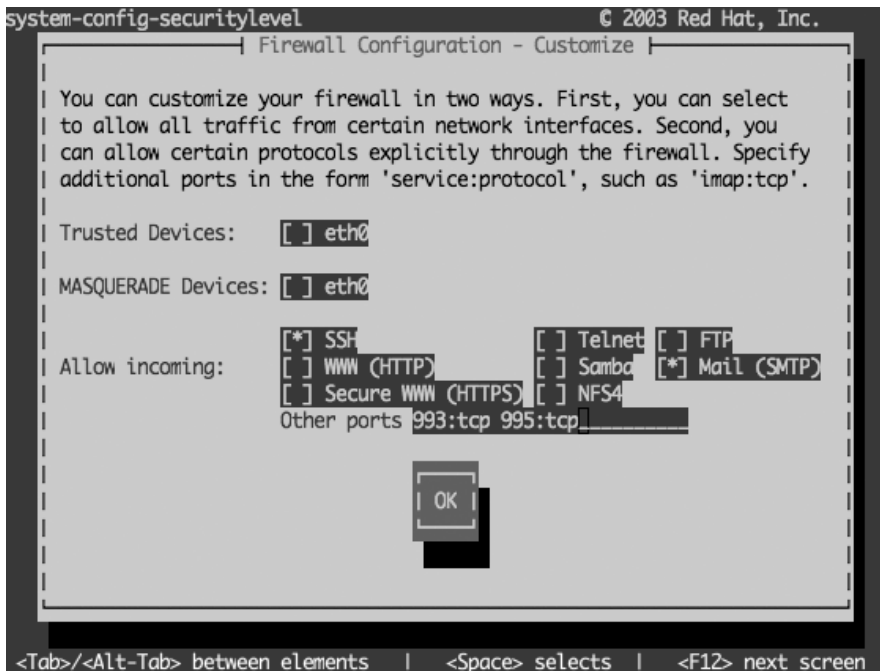 system-config-securitylevel © 2003 Red Hat, Inc.
Firewall Configuration - Customize
You can customize your firewall in two ways. First, you can select
to allow all traffic from certain network interfaces. Second, you
can allow certain protocols explicitly through the firewall. Specify
additional ports in the form 'service:protocol', such as 'imap:tcp'.
Trusted Devices: [ ] eth0
MASQUERADE Devices: [ ] eth0
[*] SSH [ ] Telnet [ ] FTP
Allow incoming: [ ] WWW (HTTP) [ ] Samba [*] Mail (SMTP)
[ ] Secure WWW (HTTPS) [ ] NFS4
Other ports 993:tcp 995:tcp__________
OK
<Tab>/<Alt-Tab> between elements | <Space> selects | <F12> next screen